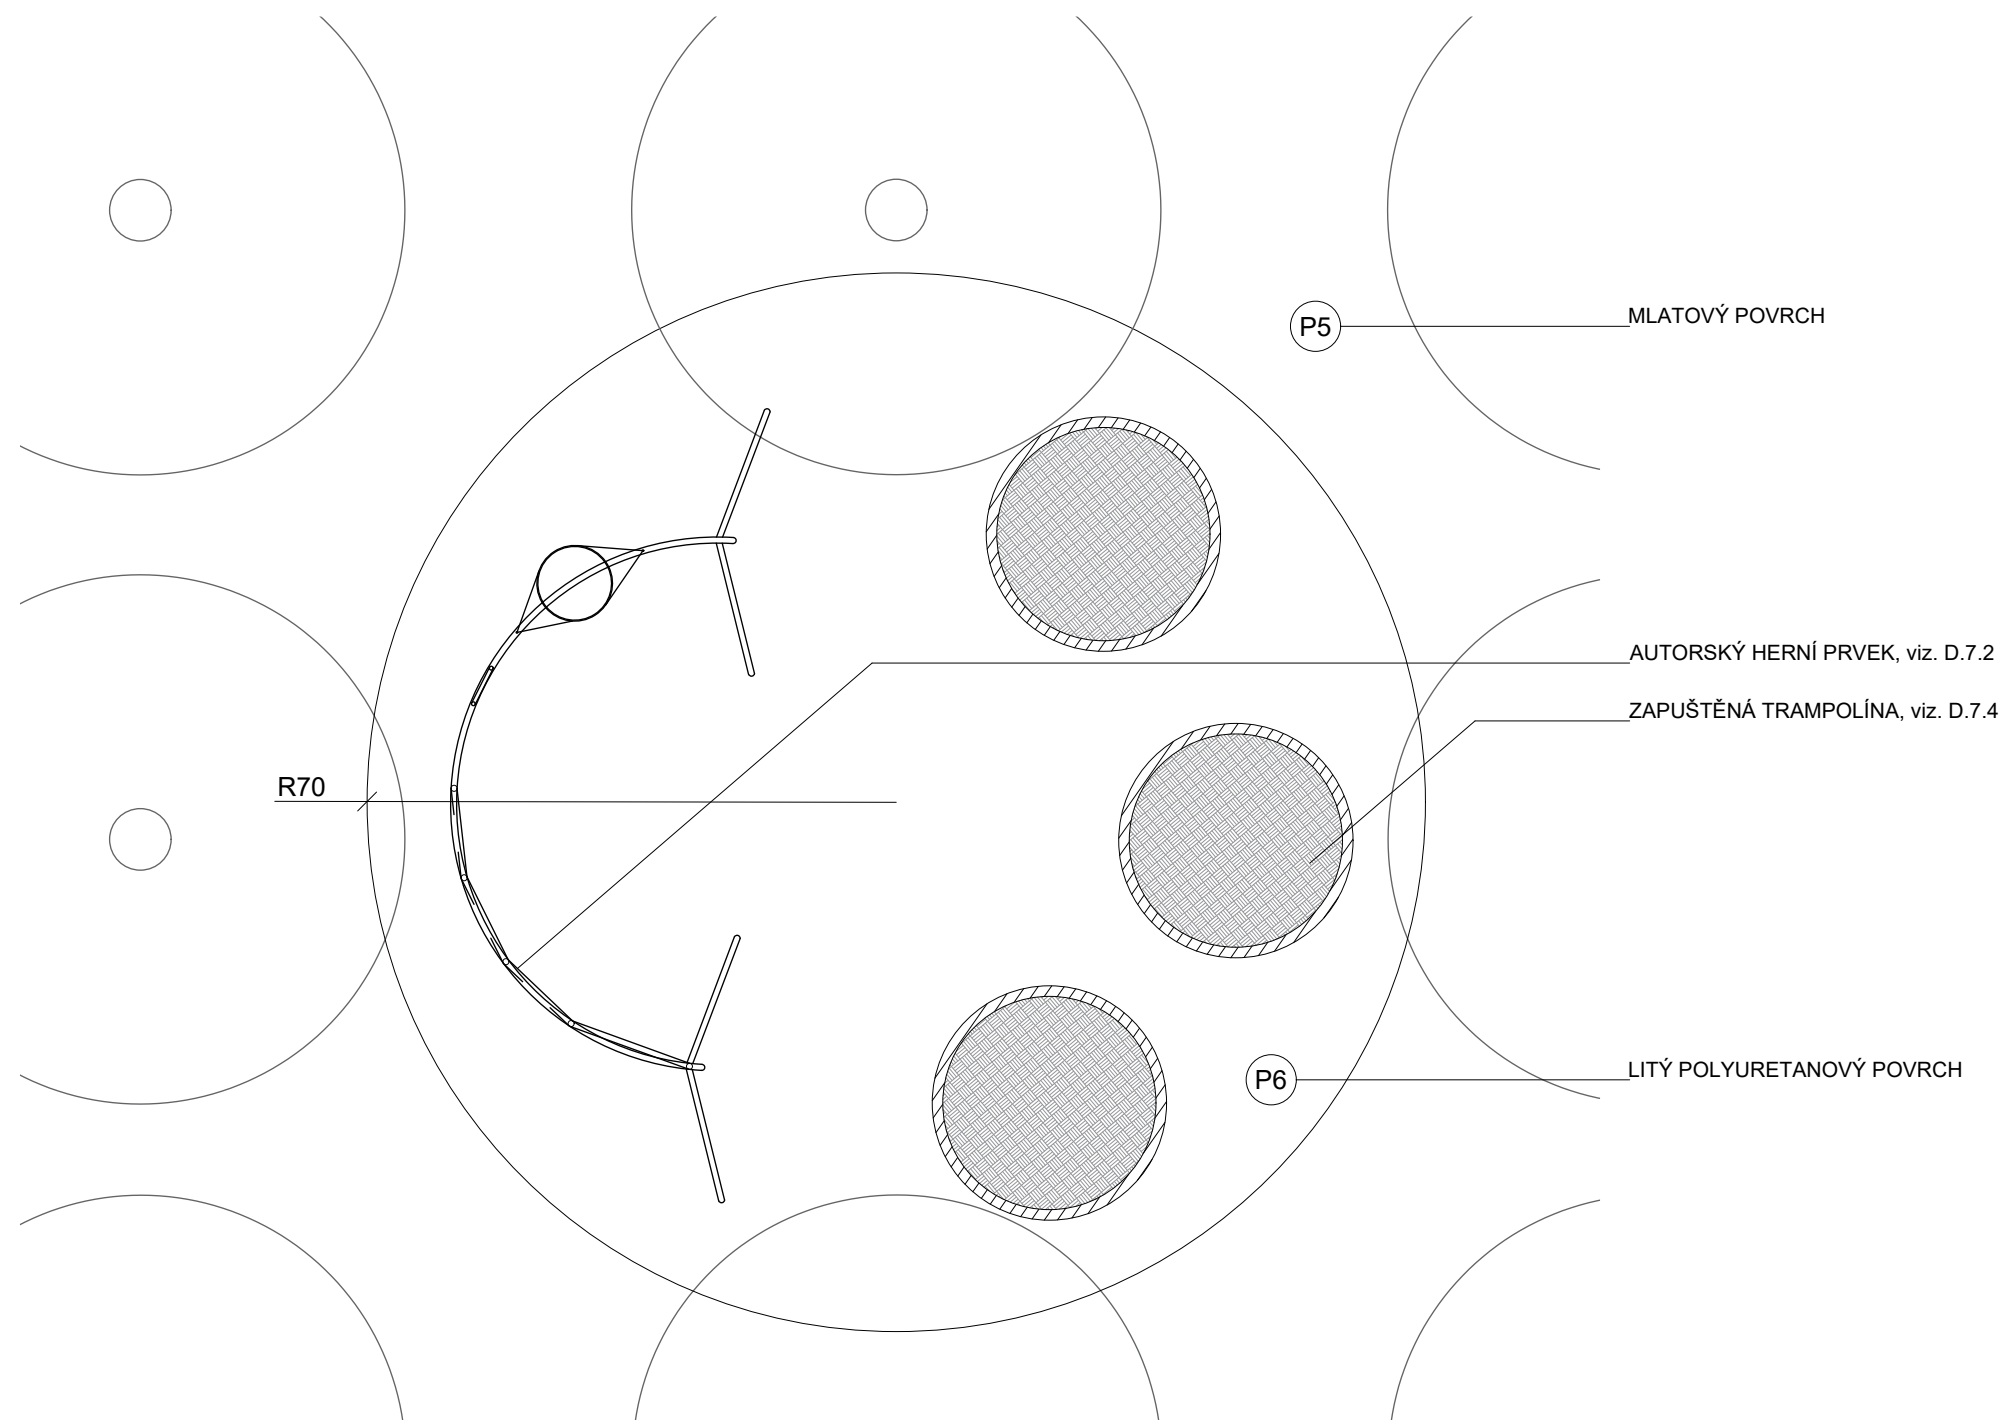 P5
MLATOVÝ POVRCH
AUTORSKÝ HERNÍ PRVEK, viz. D.7.2
ZAPUŠTĚNÁ TRAMPOLÍNA, viz. D.7.4
R70
P6
LITÝ POLYURETANOVÝ POVRCH